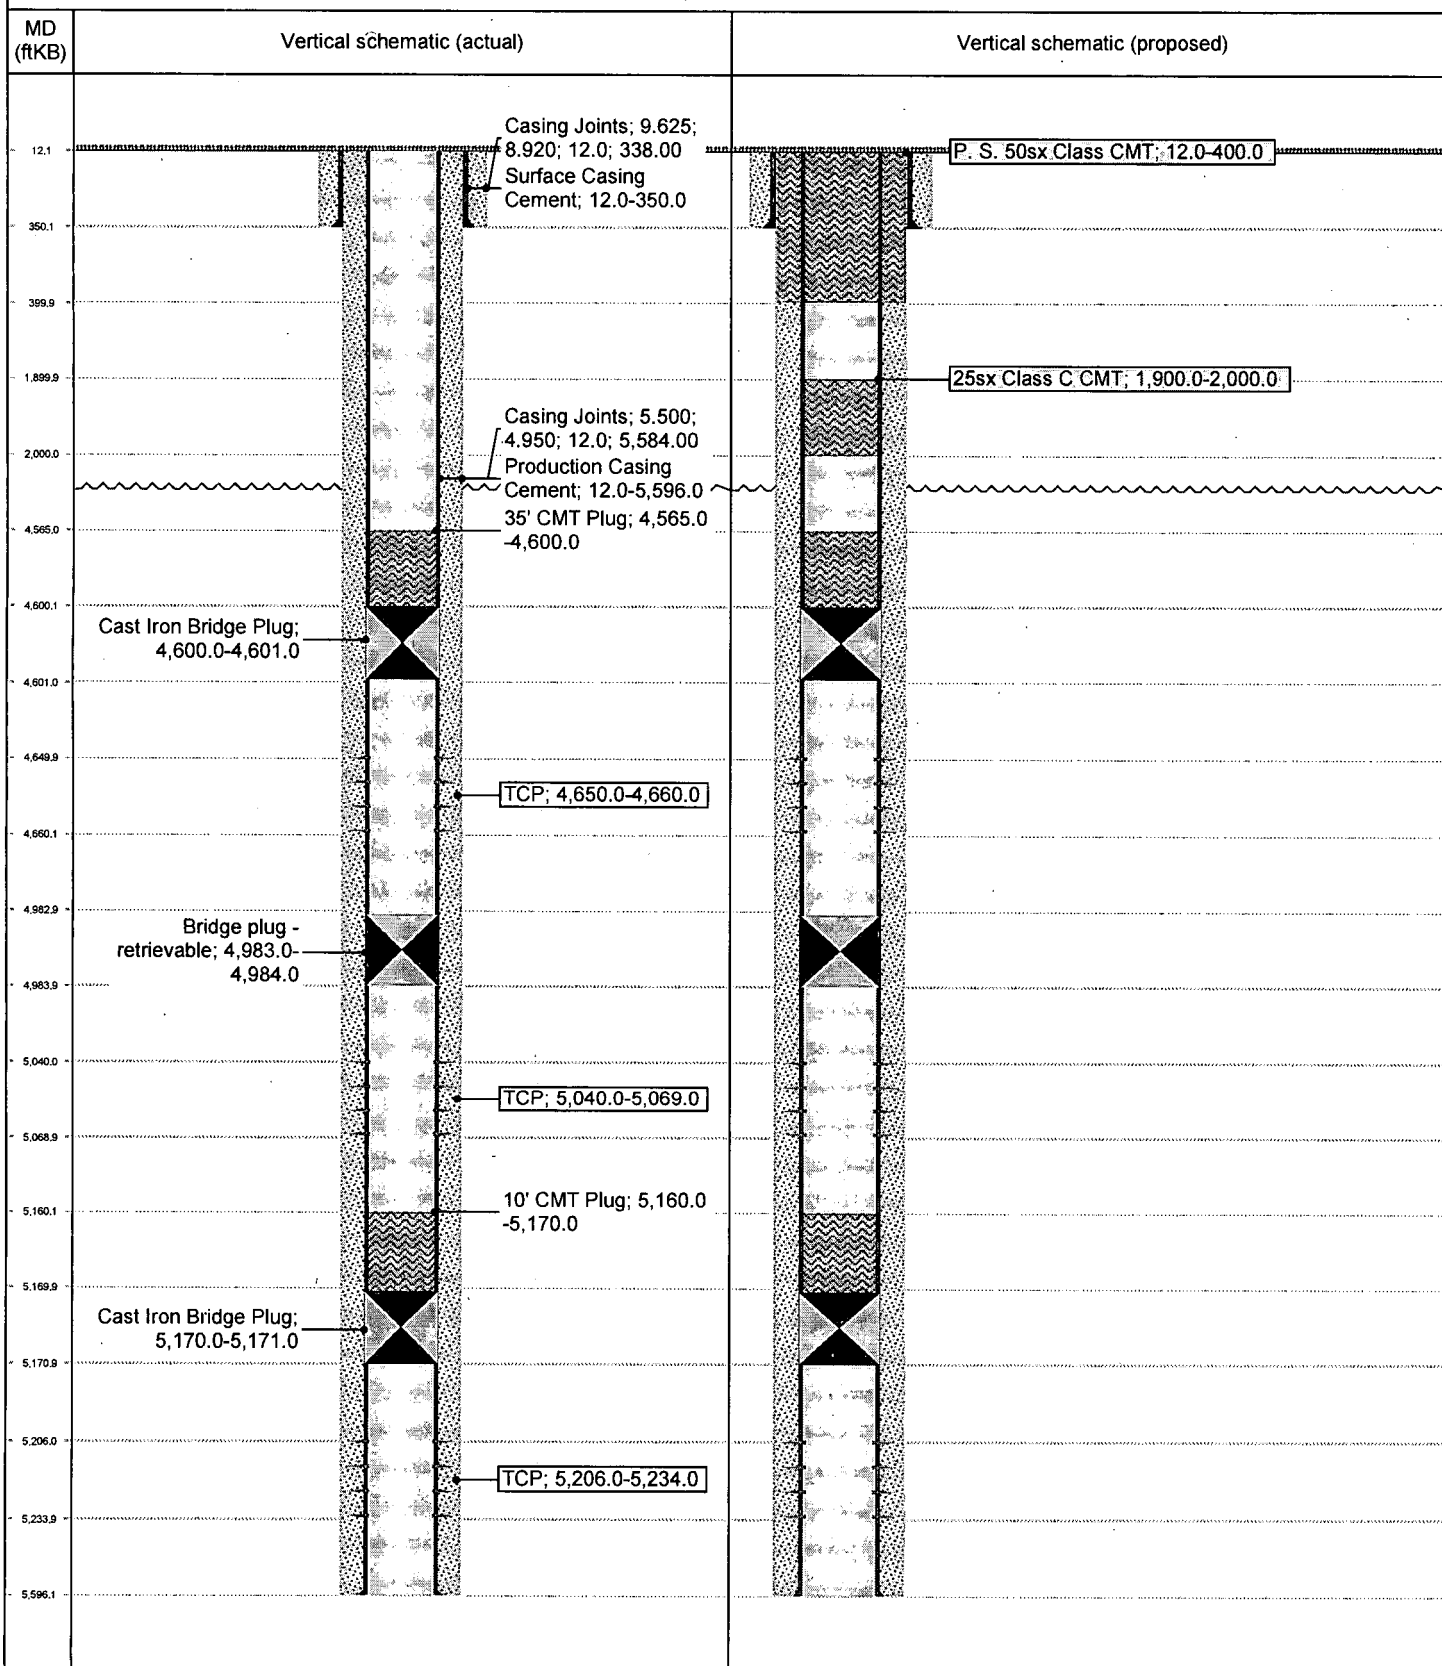 MD
(ftKB)
Vertical schematic (actual)
Vertical schematic (proposed)
12.1
350.1
399.9
1,899.9
2,000.0
4,565.0
4,600.1
4,601.0
4,649.9
4,660.1
4,982.9
4,983.9
5,040.0
5,068.9
5,160.1
5,169.9
5,170.9
5,206.0
5,233.9
5,596.1
Casing Joints; 9.625;
8.920; 12.0; 338.00
Surface Casing
Cement; 12.0-350.0
Casing Joints; 5.500;
4.950; 12.0; 5,584.00
Production Casing
Cement; 12.0-5,596.0
35' CMT Plug; 4,565.0
-4,600.0
Cast Iron Bridge Plug;
4,600.0-4,601.0
TCP; 4,650.0-4,660.0
Bridge plug -
retrievable; 4,983.0-
4,984.0
TCP; 5,040.0-5,069.0
10' CMT Plug; 5,160.0
-5,170.0
Cast Iron Bridge Plug;
5,170.0-5,171.0
TCP; 5,206.0-5,234.0
P. S. 50sx Class CMT; 12.0-400.0
25sx Class C CMT; 1,900.0-2,000.0